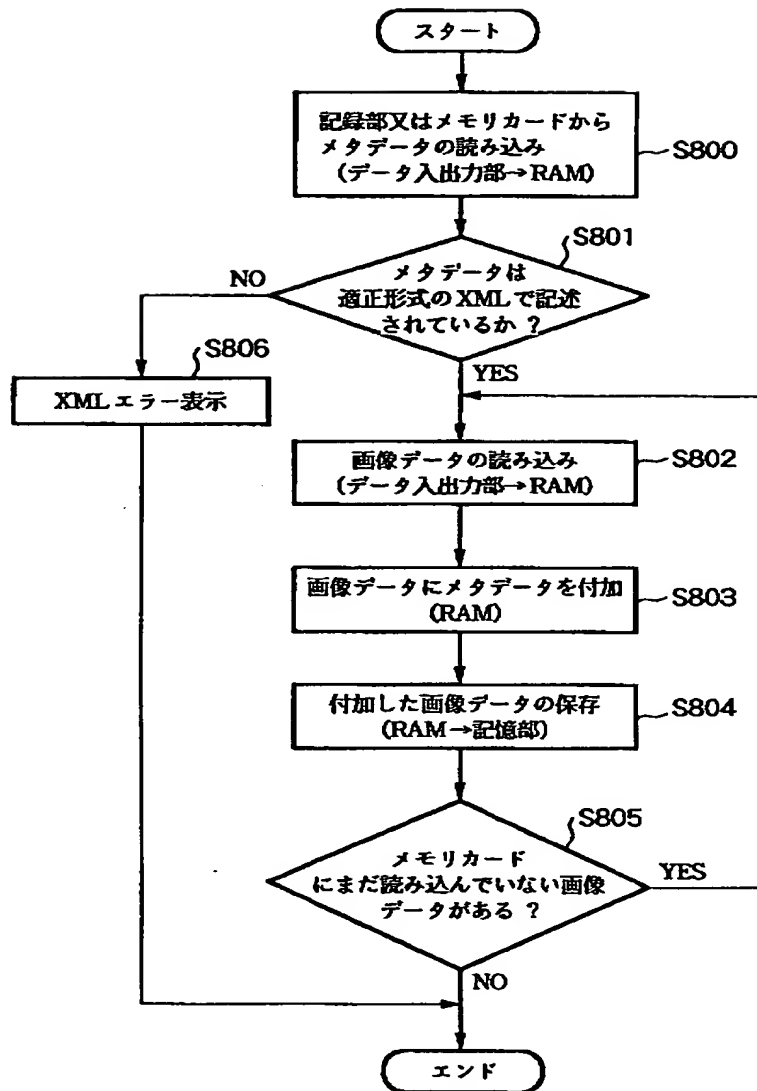 スタート
記録部又はメモリカードから
メタデータの読み込み
(データ入出力部→RAM)
S800
S801
メタデータは
適正形式のXMLで記述
されているか？
NO
YES
S806
XMLエラー表示
画像データの読み込み
(データ入出力部→RAM)
S802
画像データにメタデータを付加
(RAM)
S803
付加した画像データの保存
(RAM→記憶部)
S804
S805
メモリカード
にまだ読み込んでいない画像
データがある？
YES
NO
エンド